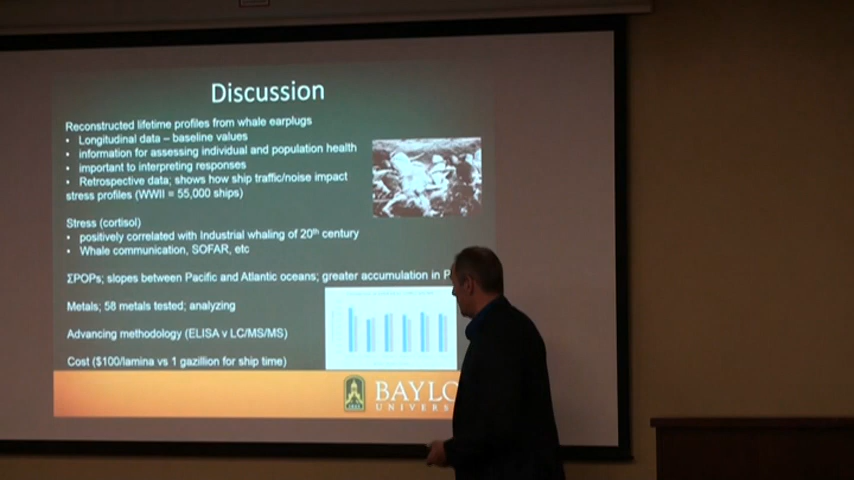 Discussion
Reconstructed lifetime profiles from whale earplugs
• Longitudinal data – baseline values
• information for assessing individual and population health
• important to interpreting responses
• Retrospective data; shows how ship traffic/noise impact
stress profiles (WWII = 55,000 ships)
Stress (cortisol)
• positively correlated with Industrial whaling of 20th century
• Whale communication, SOFAR, etc
ΣPOPs; slopes between Pacific and Atlantic oceans; greater accumulation in P
Metals; 58 metals tested; analyzing
Advancing methodology (ELISA v LC/MS/MS)
Cost ($100/lamina vs 1 gazillion for ship time)
BAYLO
UNIVERS